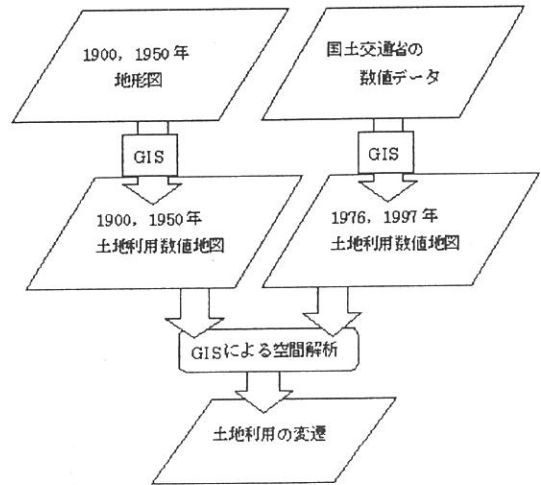 1900, 1950年
地形図
国土交通省の
数値データ
GIS
GIS
1900, 1950年
土地利用数値地図
1976, 1997年
土地利用数値地図
GISによる空間解析
土地利用の変遷